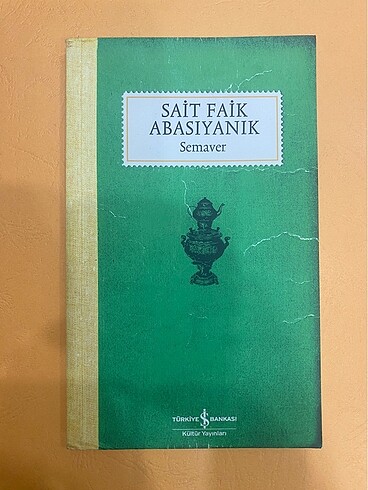 SAİT FAİK
ABASIYANIK
Semaver
TÜRKİYE İŞ BANKASI
Kültür Yayınları